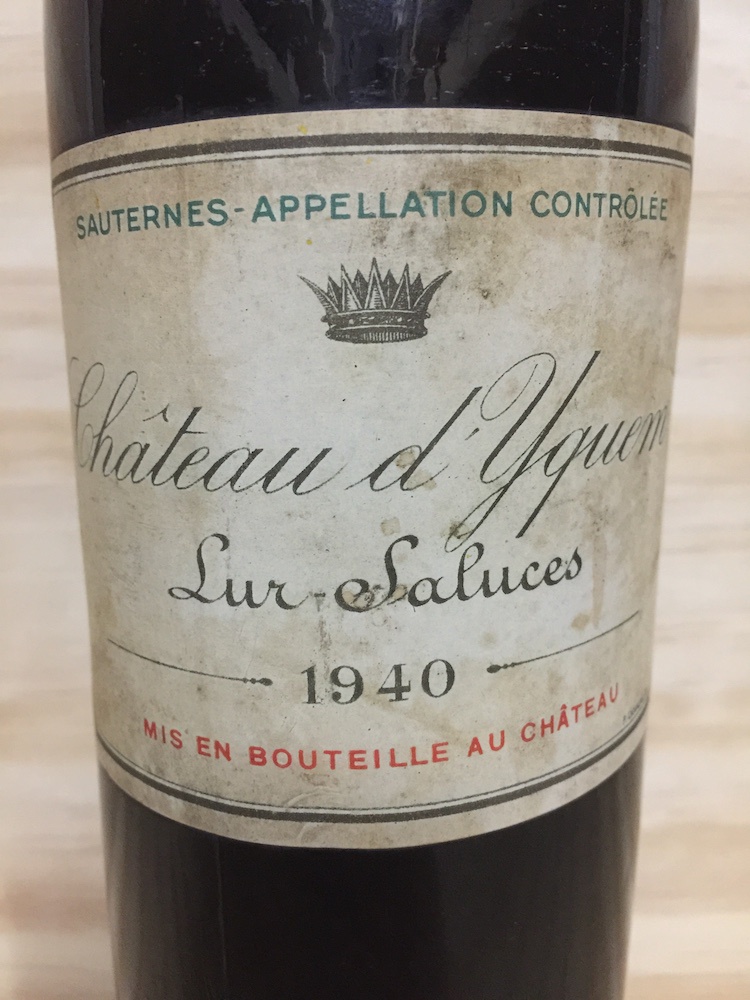 SAUTERNES-APPELLATION CONTRÔLÉE
Château d'Yquem
Lur-Saluces
1940
MIS EN BOUTEILLE AU CHÂTEAU